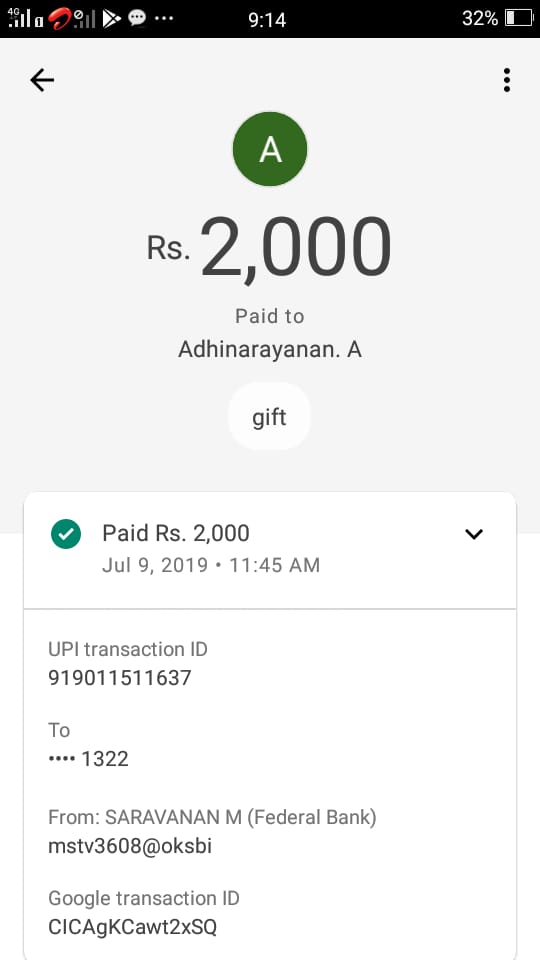 4G 9:14 32%
A
Rs. 2,000
Paid to
Adhinarayanan. A
gift
Paid Rs. 2,000
Jul 9, 2019 • 11:45 AM
UPI transaction ID
919011511637
To
•••• 1322
From: SARAVANAN M (Federal Bank)
mstv3608@oksbi
Google transaction ID
CICAgKCawt2xSQ